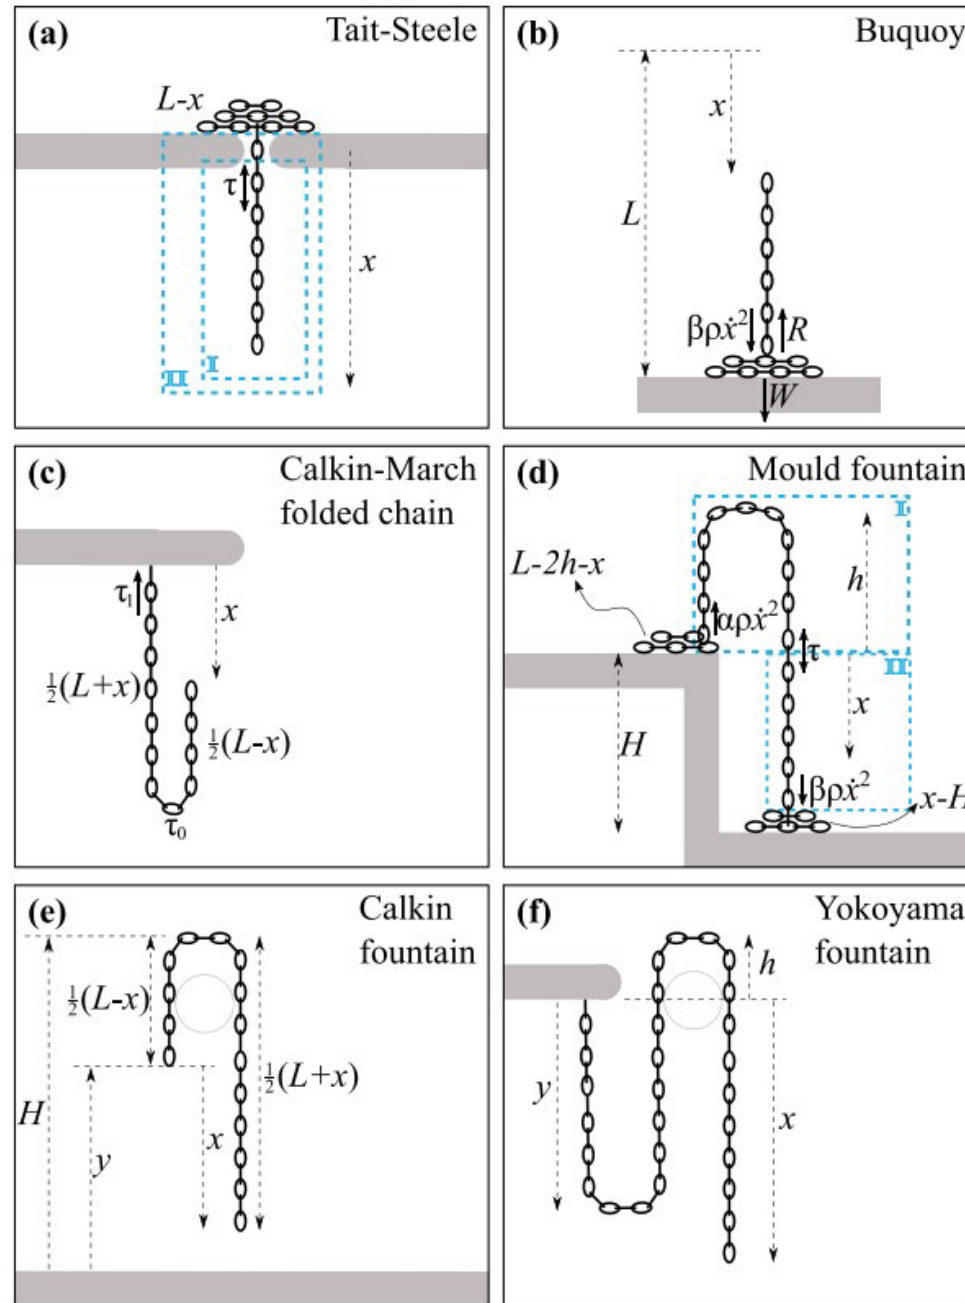 (a) Tait-Steele
L-x
τ
x
I
II
(b) Buquoy
x
L
βρẋ² R
W
(c) Calkin-March
folded chain
τ₁
x
½(L+x)
½(L-x)
τ₀
(d) Mould fountain
I
L-2h-x
h
αρẋ²
τ
II
x
H
βρẋ²
x-H
(e) Calkin
fountain
½(L-x)
½(L+x)
H
x
y
(f) Yokoyama
fountain
h
y
x